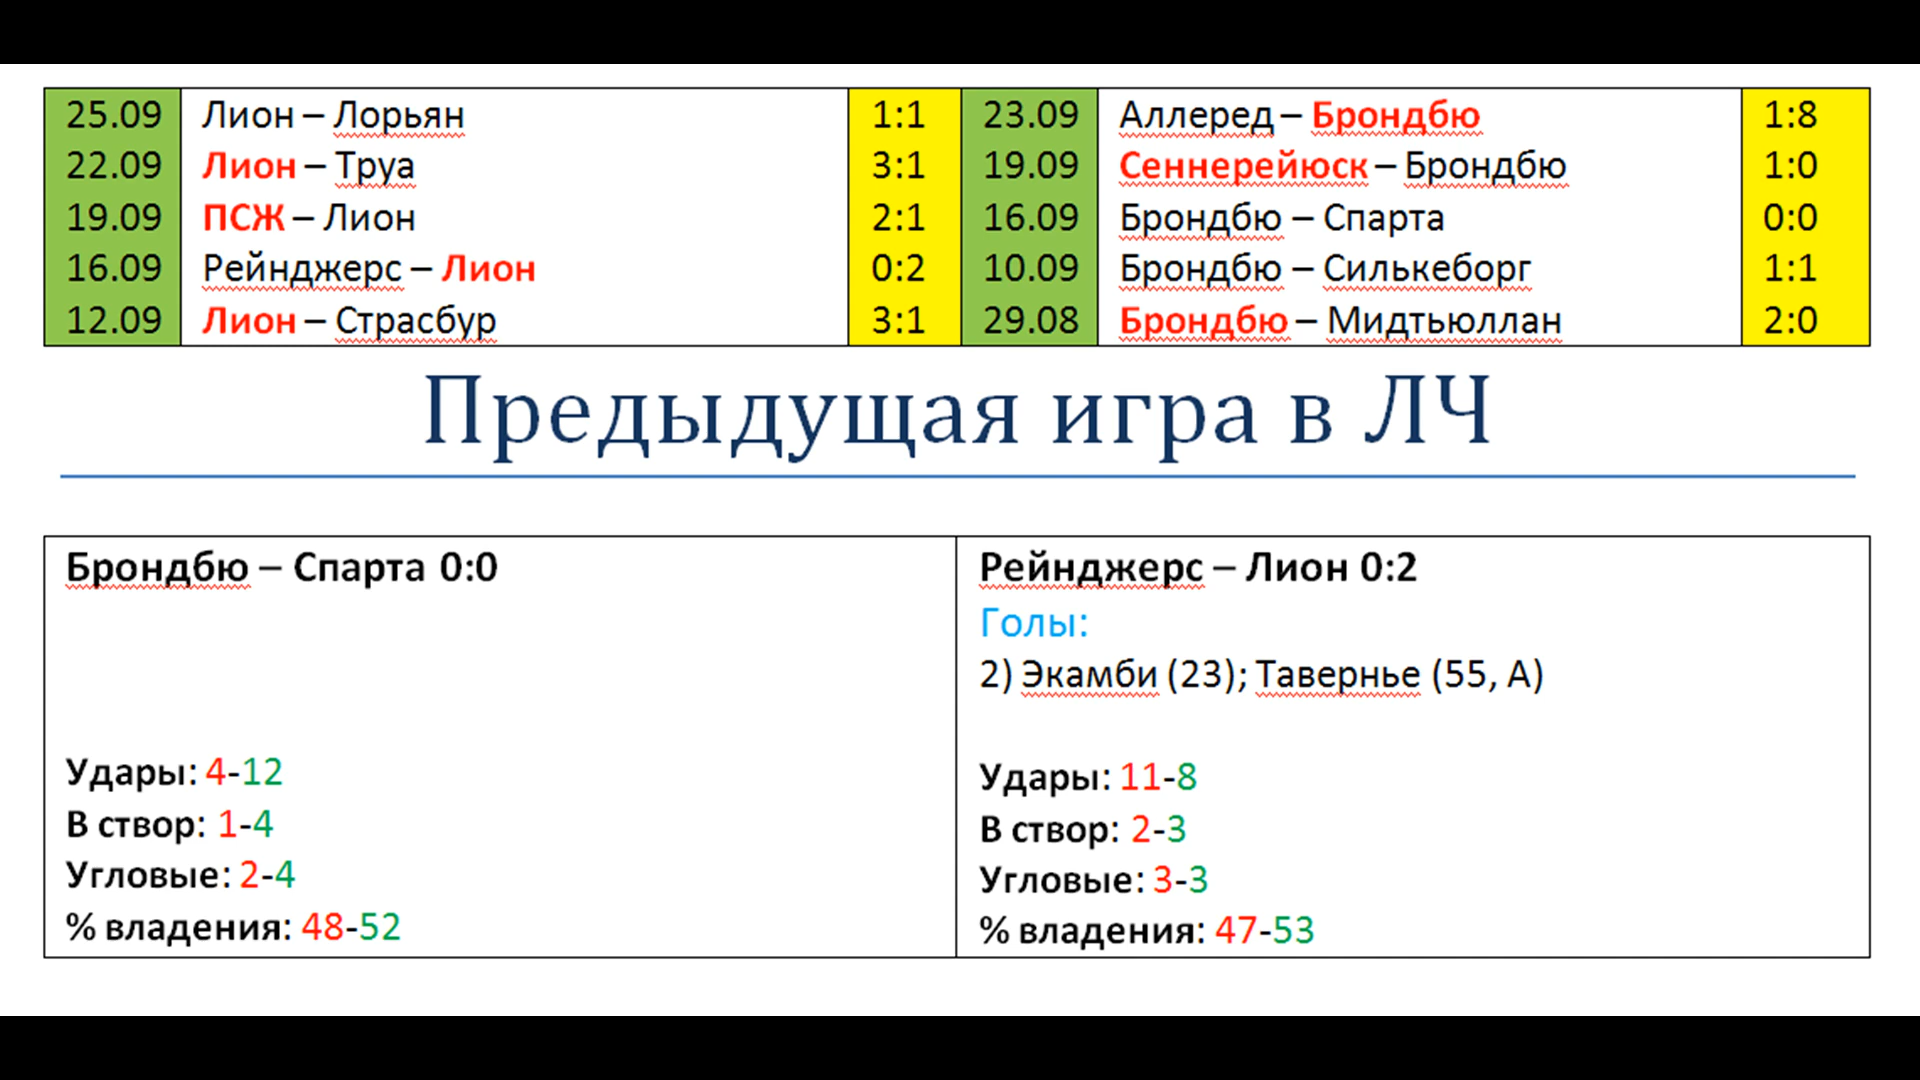 25.09 Лион – Лорьян 1:1 23.09 Аллеред – Брондбю 1:8
22.09 Лион – Труа 3:1 19.09 Сеннерейюск – Брондбю 1:0
19.09 ПСЖ – Лион 2:1 16.09 Брондбю – Спарта 0:0
16.09 Рейнджерс – Лион 0:2 10.09 Брондбю – Силькеборг 1:1
12.09 Лион – Страсбур 3:1 29.08 Брондбю – Мидтьюллан 2:0
Предыдущая игра в ЛЧ
Брондбю – Спарта 0:0
Удары: 4-12
В створ: 1-4
Угловые: 2-4
% владения: 48-52
Рейнджерс – Лион 0:2
Голы:
2) Экамби (23); Тавернье (55, А)
Удары: 11-8
В створ: 2-3
Угловые: 3-3
% владения: 47-53